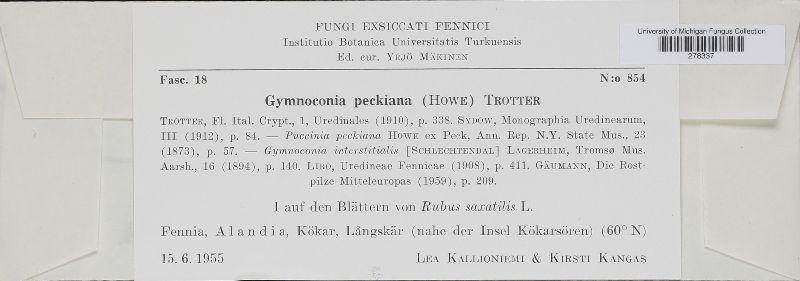 FUNGI EXSICCATI FENNICI
Institutio Botanica Universitatis Turkuensis
Ed. cur. YRJÖ MÄKINEN
University of Michigan Fungus Collection
278337
Fasc. 18 N:o 854
Gymnoconia peckiana (HOWE) TROTTER
TROTTER, Fl. Ital. Crypt., 1, Uredinales (1910), p. 338. SYDOW, Monographia Uredinearum,
III (1912), p. 84. — Puccinia peckiana HOWE ex Peck, Ann. Rep. N.Y. State Mus., 23
(1873), p. 57. — Gymnoconia interstitialis [SCHLECHTENDAL] LAGERHEIM, Tromsø Mus.
Aarsh., 16 (1894), p. 140. LIRO, Uredineae Fennicae (1908), p. 411. GÄUMANN, Die Rost-
pilze Mitteleuropas (1959), p. 209.
I auf den Blättern von Rubus saxatilis L.
Fennia, Alandia, Kökar, Långskär (nahe der Insel Kökarsören) (60° N)
15. 6. 1955 LEA KALLIONIEMI & KIRSTI KANGAS